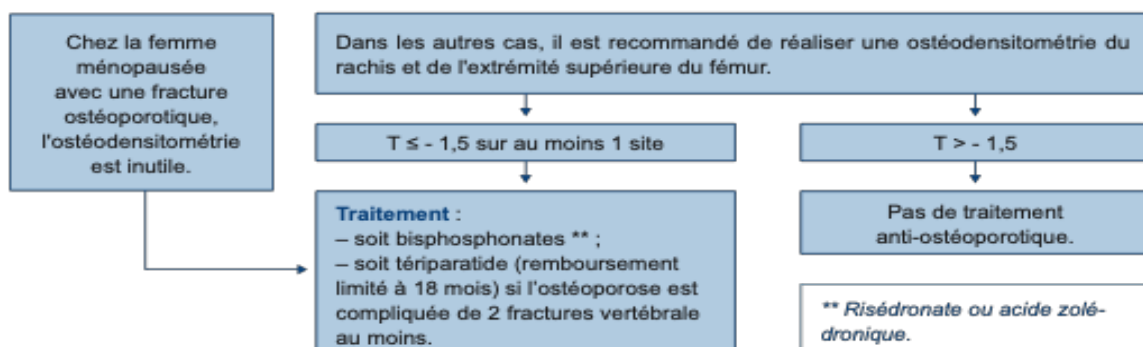 Chez la femme
ménopausée
avec une fracture
ostéoporotique,
l'ostéodensitométrie
est inutile.
Dans les autres cas, il est recommandé de réaliser une ostéodensitométrie du
rachis et de l'extrémité supérieure du fémur.
T ≤ - 1,5 sur au moins 1 site
T > - 1,5
Traitement :
– soit bisphosphonates ** ;
– soit tériparatide (remboursement
limité à 18 mois) si l'ostéoporose est
compliquée de 2 fractures vertébrale
au moins.
Pas de traitement
anti-ostéoporotique.
** Risédronate ou acide zolé-
dronique.